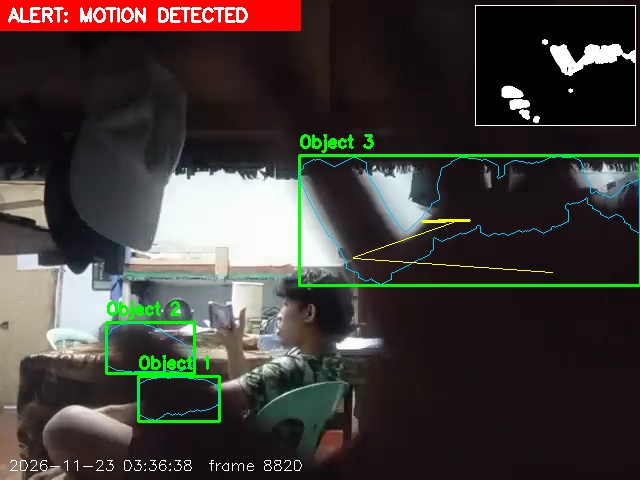 ALERT: MOTION DETECTED
Object 3
Object 2
Object 1
2026-11-23 03:36:38 frame 8820